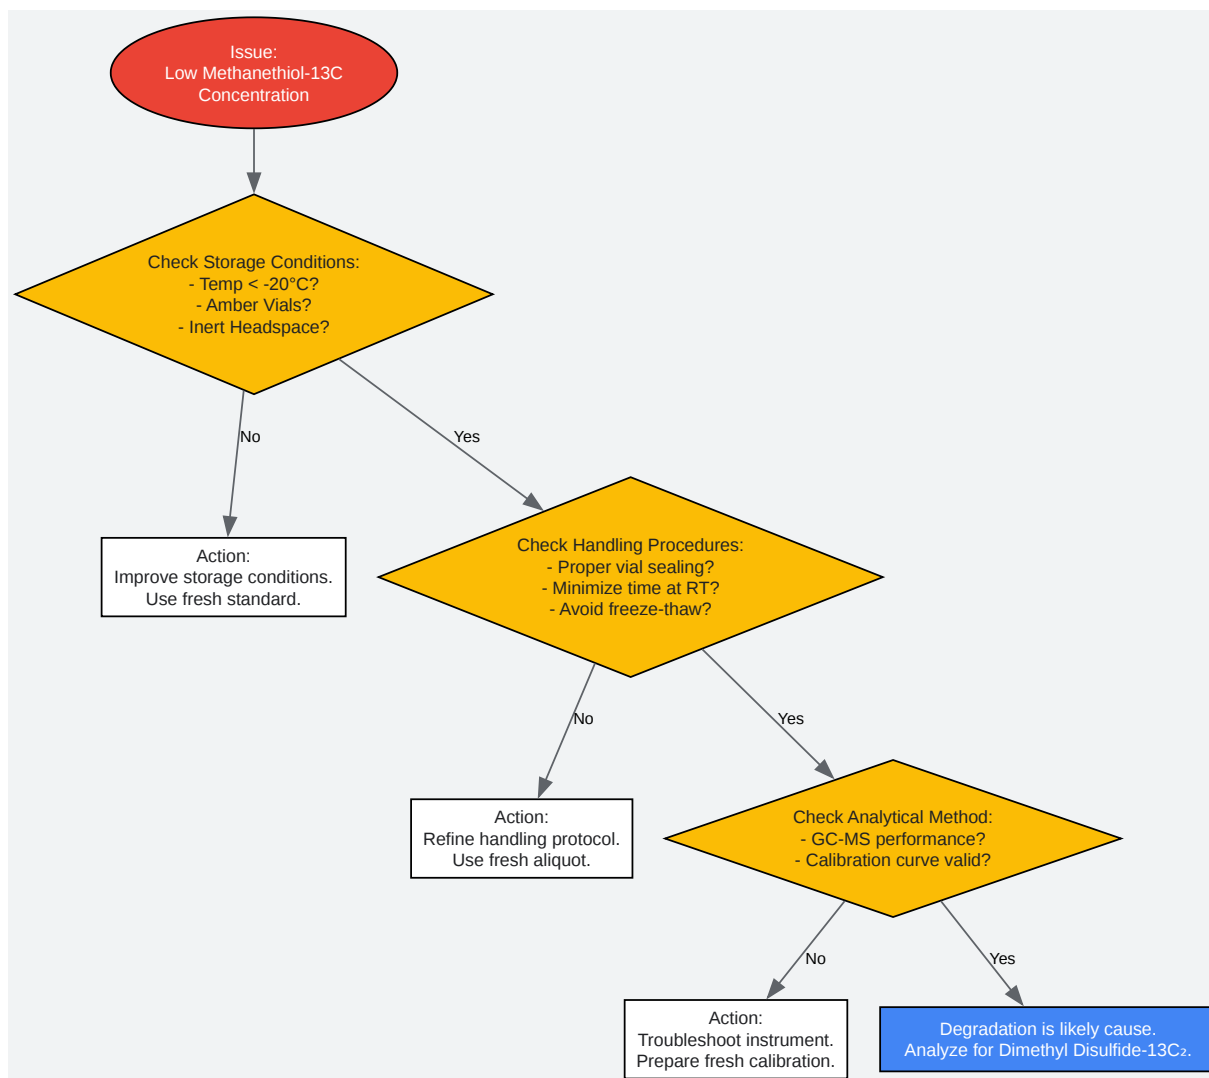 Issue:
Low Methanethiol-13C
Concentration
Check Storage Conditions:
- Temp < -20°C?
- Amber Vials?
- Inert Headspace?
No
Yes
Action:
Improve storage conditions.
Use fresh standard.
Check Handling Procedures:
- Proper vial sealing?
- Minimize time at RT?
- Avoid freeze-thaw?
No
Yes
Action:
Refine handling protocol.
Use fresh aliquot.
Check Analytical Method:
- GC-MS performance?
- Calibration curve valid?
No
Yes
Action:
Troubleshoot instrument.
Prepare fresh calibration.
Degradation is likely cause.
Analyze for Dimethyl Disulfide-13C₂.